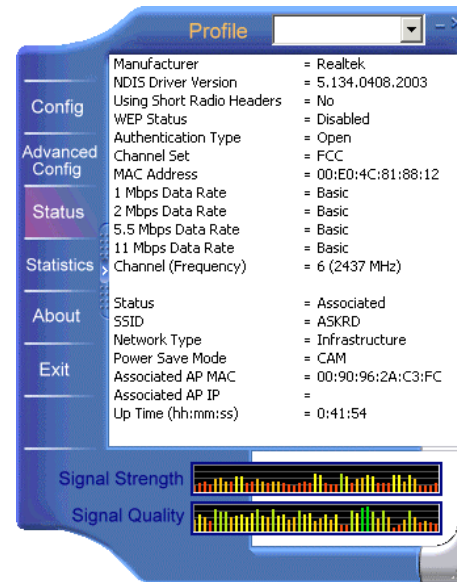 Profile
Config
Advanced
Config
Status
Statistics
About
Exit
Manufacturer = Realtek
NDIS Driver Version = 5.134.0408.2003
Using Short Radio Headers = No
WEP Status = Disabled
Authentication Type = Open
Channel Set = FCC
MAC Address = 00:E0:4C:81:88:12
1 Mbps Data Rate = Basic
2 Mbps Data Rate = Basic
5.5 Mbps Data Rate = Basic
11 Mbps Data Rate = Basic
Channel (Frequency) = 6 (2437 MHz)
Status = Associated
SSID = ASKRD
Network Type = Infrastructure
Power Save Mode = CAM
Associated AP MAC = 00:90:96:2A:C3:FC
Associated AP IP =
Up Time (hh:mm:ss) = 0:41:54
Signal Strength
Signal Quality